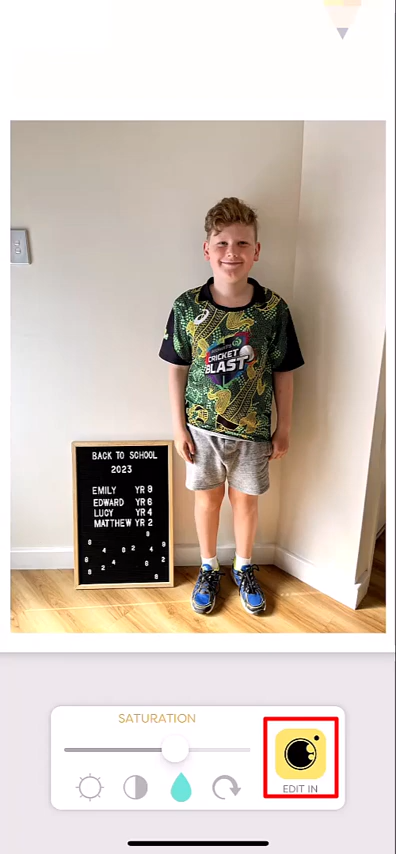 CRICKET
BLAST
BACK TO SCHOOL
2023
EMILY YR 9
EDWARD YR 6
LUCY YR 4
MATTHEW YR 2
SATURATION
EDIT IN